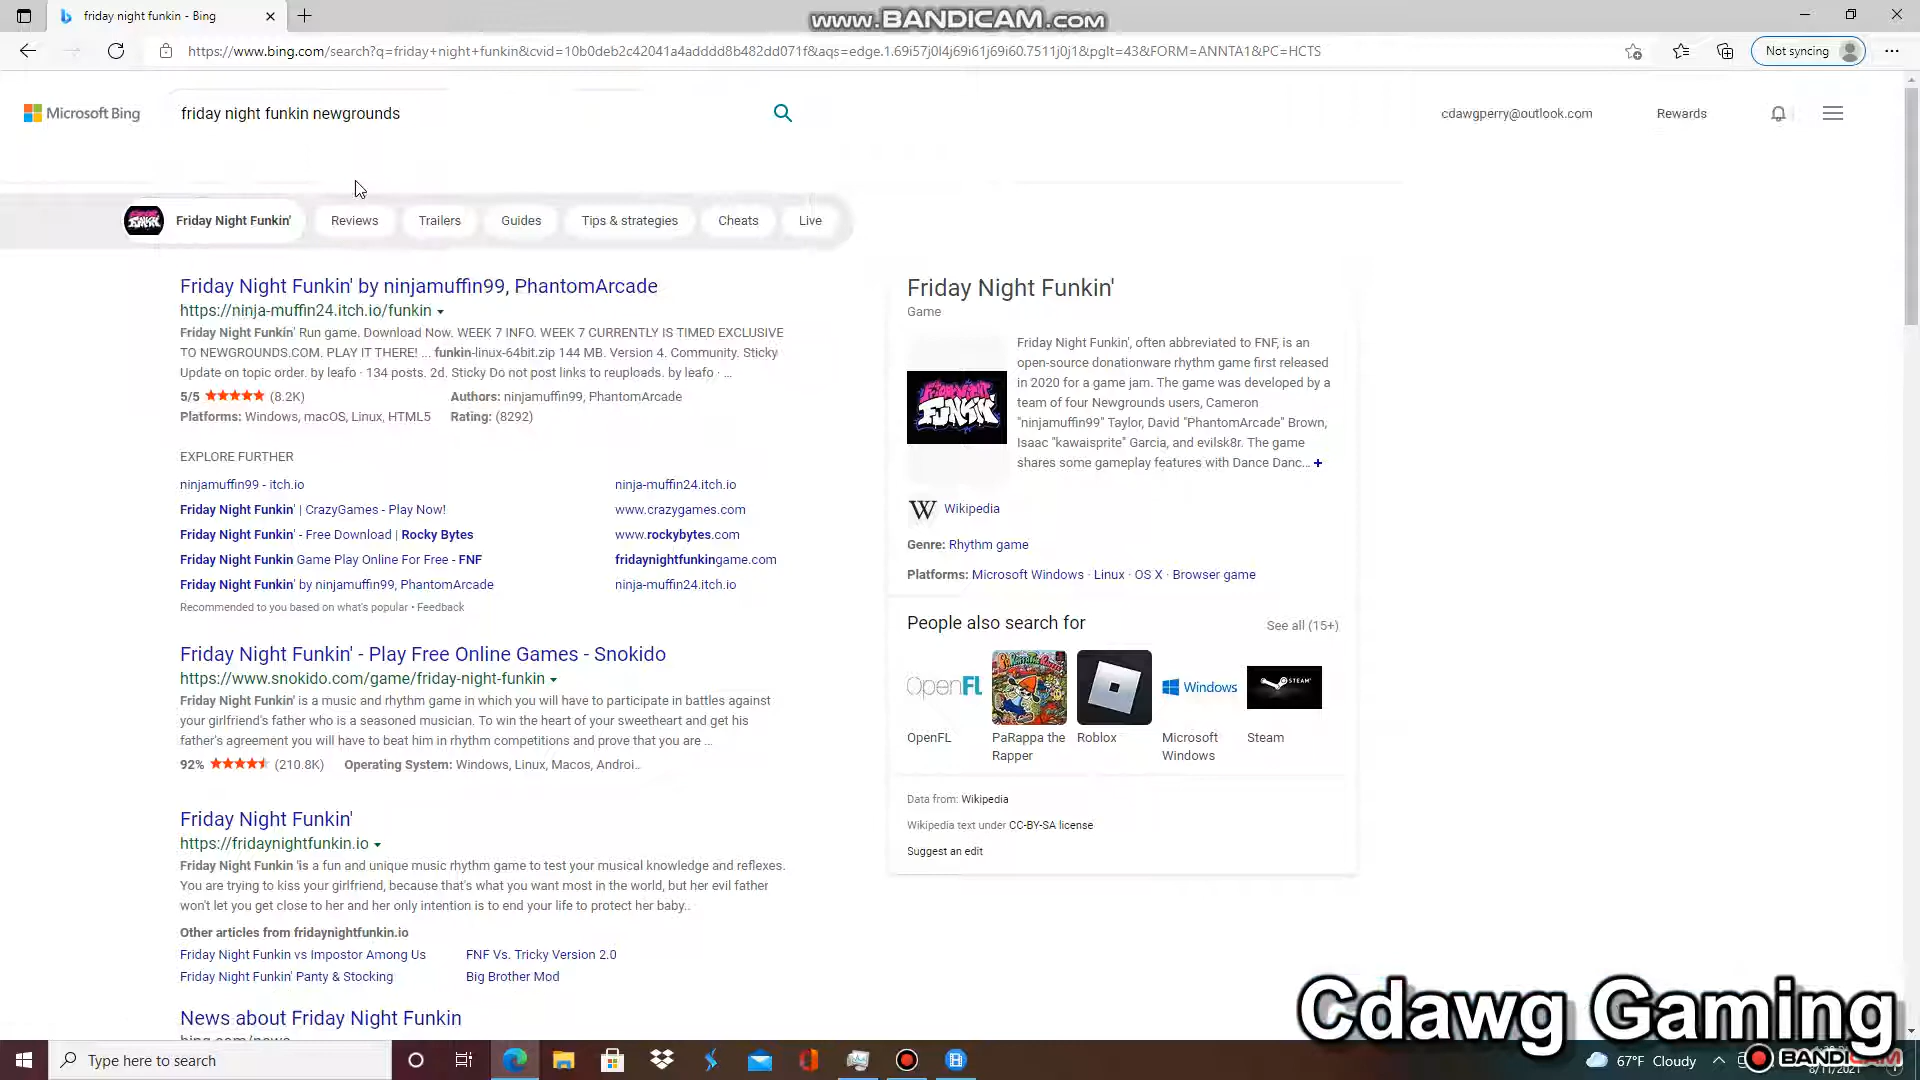 friday night funkin - Bing
www.BANDICAM.com
https://www.bing.com/search?q=friday+night+funkin&cvid=10b0deb2c42041a4adddd8b482dd071f&aqs=edge.1.69i57j0l4j69i61j69i60.7511j0j1&pglt=43&FORM=ANNTA1&PC=HCTS
Not syncing
Microsoft Bing
friday night funkin newgrounds
cdawgperry@outlook.com
Rewards
Friday Night Funkin'
Reviews
Trailers
Guides
Tips & strategies
Cheats
Live
Friday Night Funkin' by ninjamuffin99, PhantomArcade
https://ninja-muffin24.itch.io/funkin
Friday Night Funkin' Run game. Download Now. WEEK 7 INFO. WEEK 7 CURRENTLY IS TIMED EXCLUSIVE
TO NEWGROUNDS.COM. PLAY IT THERE! ... funkin-linux-64bit.zip 144 MB. Version 4. Community. Sticky
Update on topic order. by leafo · 134 posts. 2d. Sticky Do not post links to reuploads. by leafo · ...
5/5 (8.2K) Authors: ninjamuffin99, PhantomArcade
Platforms: Windows, macOS, Linux, HTML5 Rating: (8292)
EXPLORE FURTHER
ninjamuffin99 - itch.io ninja-muffin24.itch.io
Friday Night Funkin' | CrazyGames - Play Now! www.crazygames.com
Friday Night Funkin' - Free Download | Rocky Bytes www.rockybytes.com
Friday Night Funkin Game Play Online For Free - FNF fridaynightfunkingame.com
Friday Night Funkin' by ninjamuffin99, PhantomArcade ninja-muffin24.itch.io
Recommended to you based on what's popular • Feedback
Friday Night Funkin' - Play Free Online Games - Snokido
https://www.snokido.com/game/friday-night-funkin
Friday Night Funkin' is a music and rhythm game in which you will have to participate in battles against
your girlfriend's father who is a seasoned musician. To win the heart of your sweetheart and get his
father's agreement you will have to beat him in rhythm competitions and prove that you are ...
92% (210.8K) Operating System: Windows, Linux, Macos, Androi...
Friday Night Funkin'
https://fridaynightfunkin.io
Friday Night Funkin 'is a fun and unique music rhythm game to test your musical knowledge and reflexes.
You are trying to kiss your girlfriend, because that's what you want most in the world, but her evil father
won't let you get close to her and her only intention is to end your life to protect her baby..
Other articles from fridaynightfunkin.io
Friday Night Funkin vs Impostor Among Us FNF Vs. Tricky Version 2.0
Friday Night Funkin' Panty & Stocking Big Brother Mod
News about Friday Night Funkin
bing.com/news
Friday Night Funkin'
Game
FRIDAY NIGHT
FUNKIN
Friday Night Funkin', often abbreviated to FNF, is an
open-source donationware rhythm game first released
in 2020 for a game jam. The game was developed by a
team of four Newgrounds users, Cameron
"ninjamuffin99" Taylor, David "PhantomArcade" Brown,
Isaac "kawaisprite" Garcia, and evilsk8r. The game
shares some gameplay features with Dance Danc... +
W Wikipedia
Genre: Rhythm game
Platforms: Microsoft Windows · Linux · OS X · Browser game
People also search for
See all (15+)
OpenFL
Windows
STEAM
OpenFL
PaRappa the
Rapper
Roblox
Microsoft
Windows
Steam
Data from: Wikipedia
Wikipedia text under CC-BY-SA license
Suggest an edit
Cdawg Gaming
Type here to search
67°F Cloudy
BANDICAM
8/11/2021